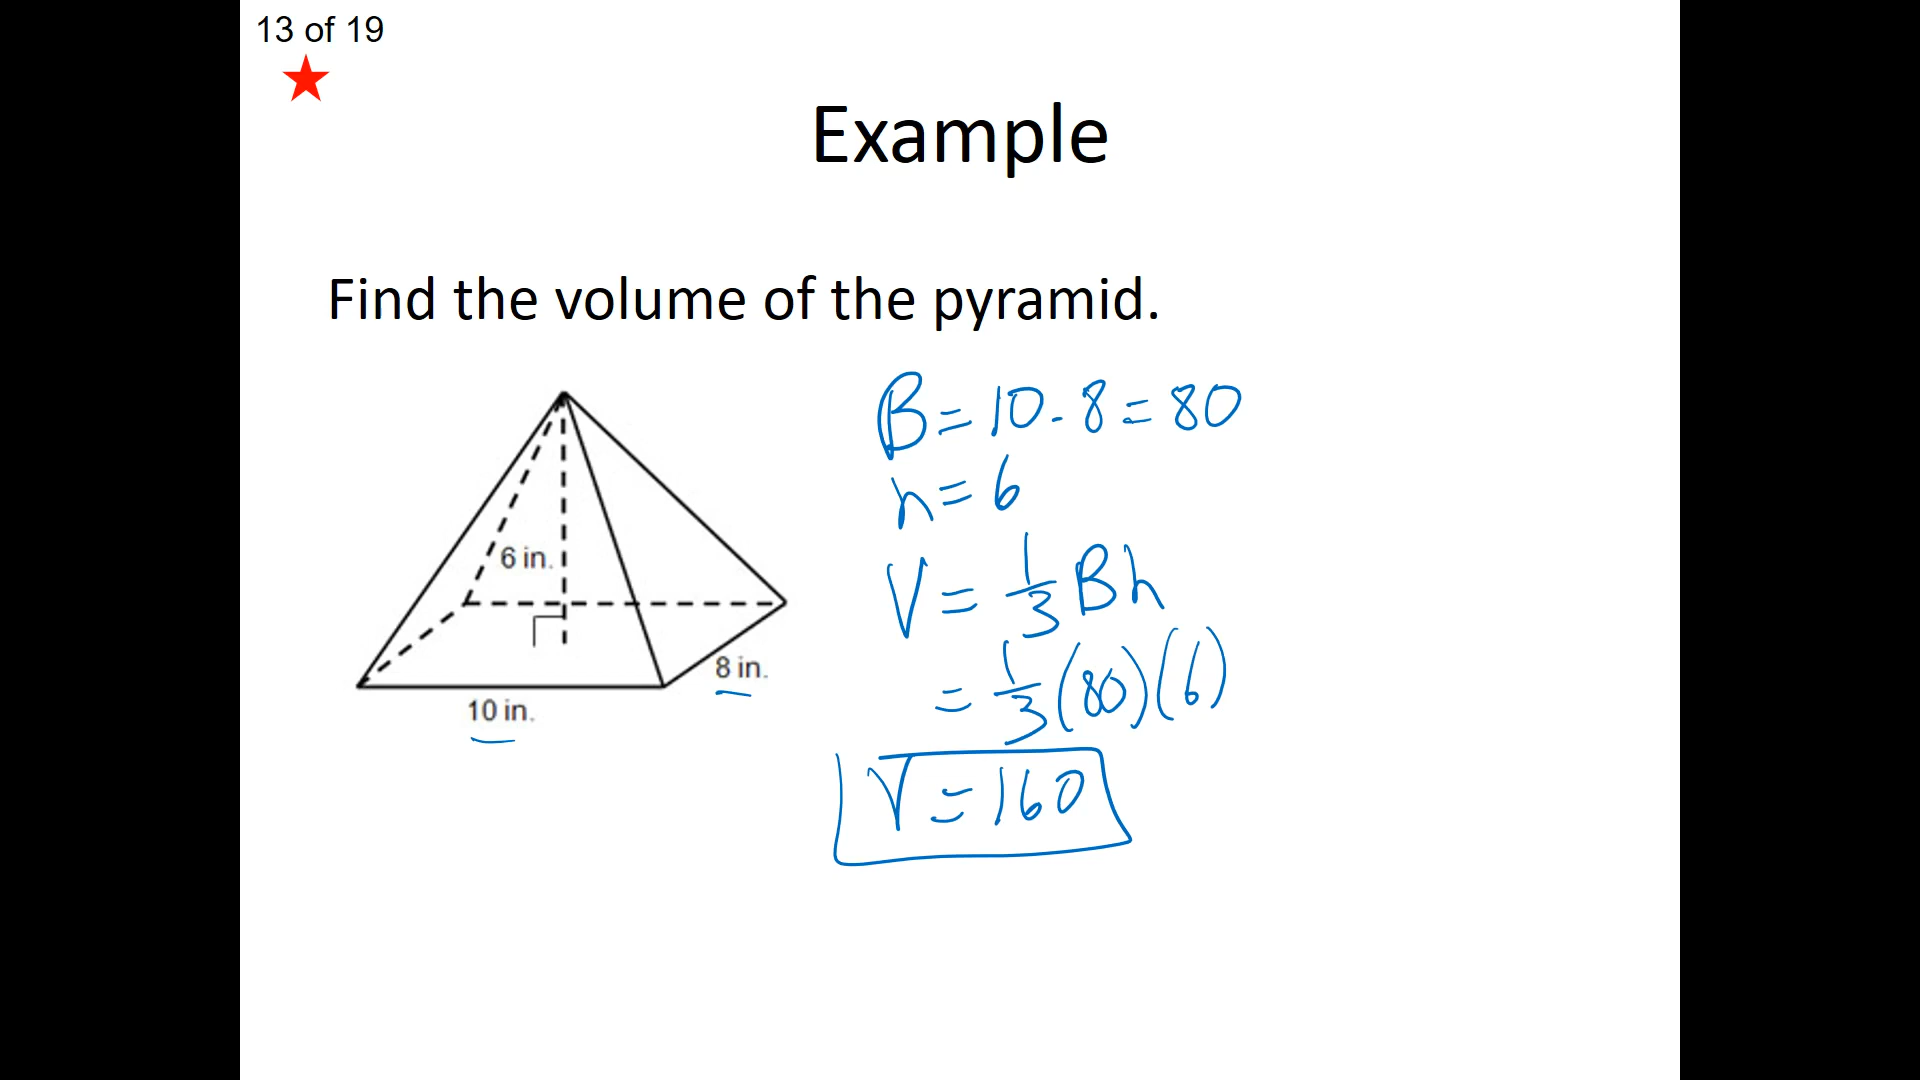 13 of 19
Example
Find the volume of the pyramid.
B = 10 · 8 = 80
h = 6
6 in.
V = 1/3 Bh
8 in.
= 1/3 (80)(6)
10 in.
V = 160